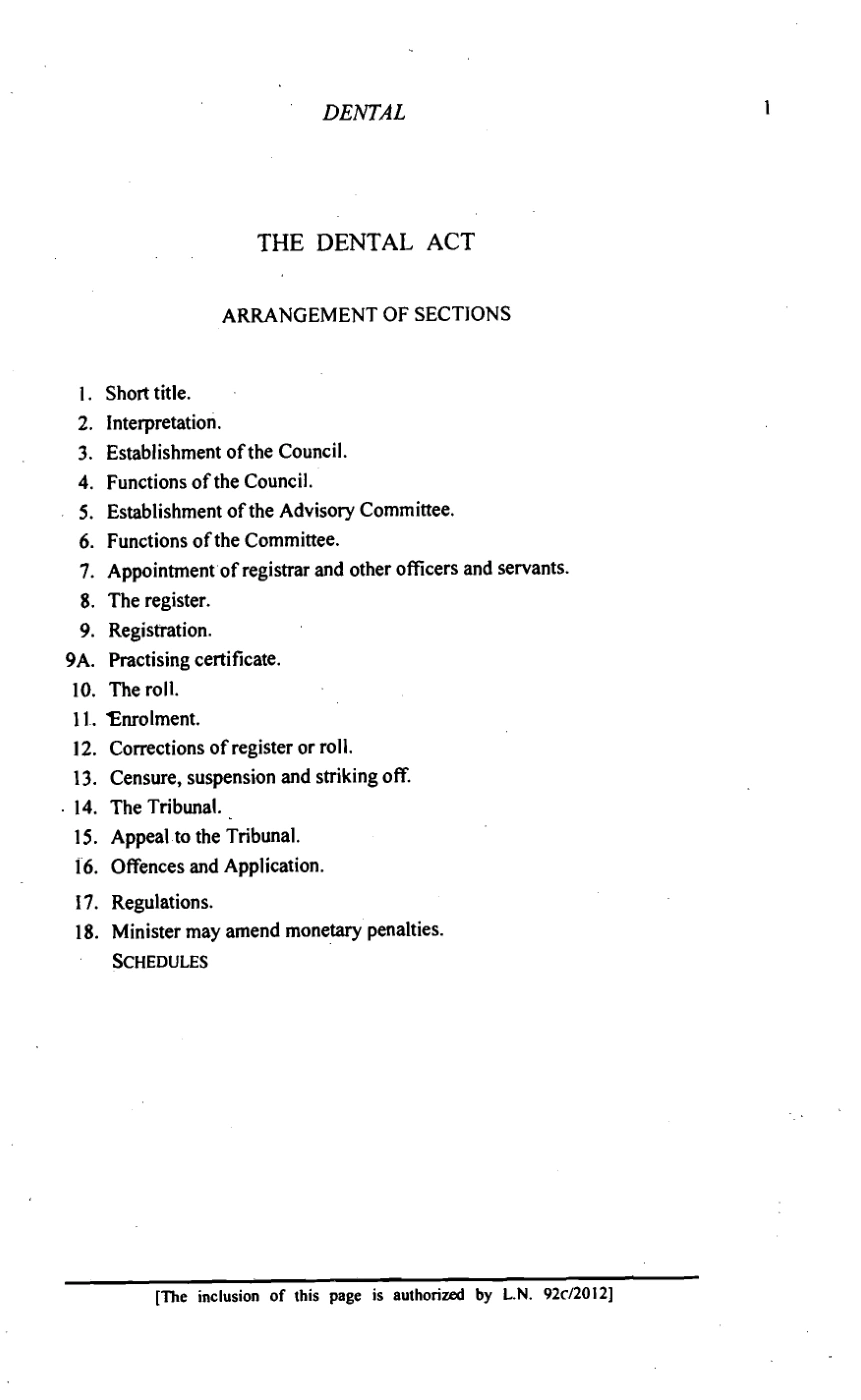 DENTAL 1
THE DENTAL ACT
ARRANGEMENT OF SECTIONS
1. Short title.
2. Interpretation.
3. Establishment of the Council.
4. Functions of the Council.
5. Establishment of the Advisory Committee.
6. Functions of the Committee.
7. Appointment of registrar and other officers and servants.
8. The register.
9. Registration.
9A. Practising certificate.
10. The roll.
11. Enrolment.
12. Corrections of register or roll.
13. Censure, suspension and striking off.
14. The Tribunal.
15. Appeal to the Tribunal.
16. Offences and Application.
17. Regulations.
18. Minister may amend monetary penalties.
SCHEDULES
[The inclusion of this page is authorized by L.N. 92c/2012]